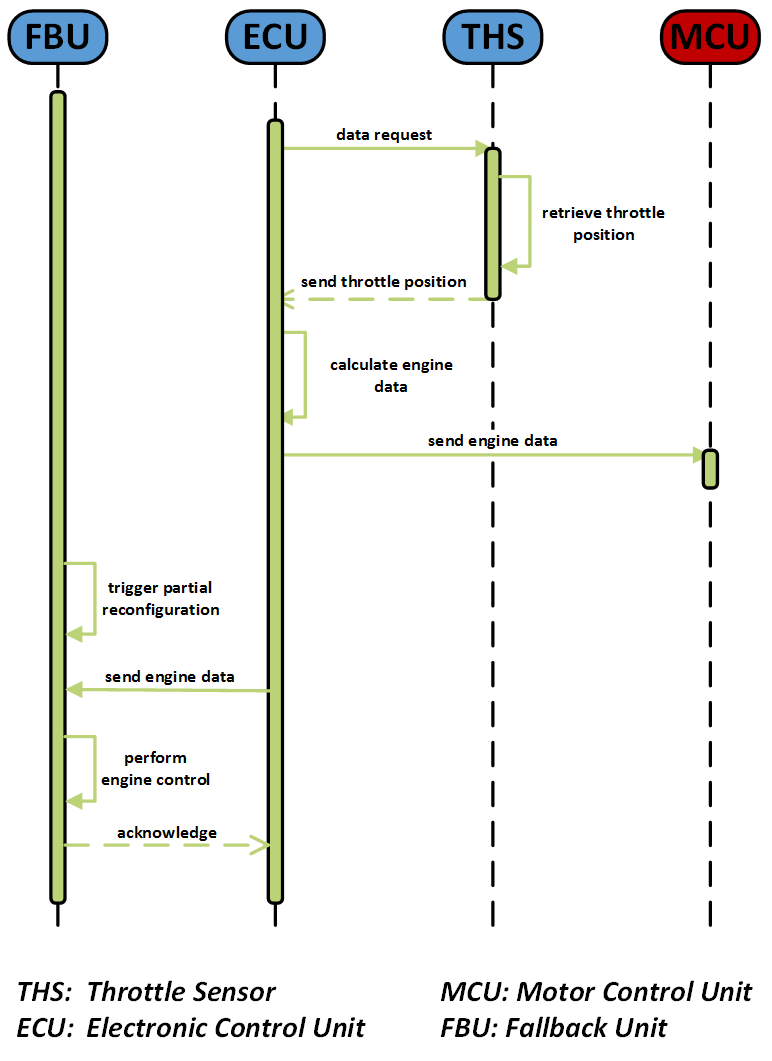 FBU ECU THS MCU
data request
retrieve throttle
position
send throttle position
calculate engine
data
send engine data
trigger partial
reconfiguration
send engine data
perform
engine control
acknowledge
THS: Throttle Sensor
MCU: Motor Control Unit
ECU: Electronic Control Unit
FBU: Fallback Unit